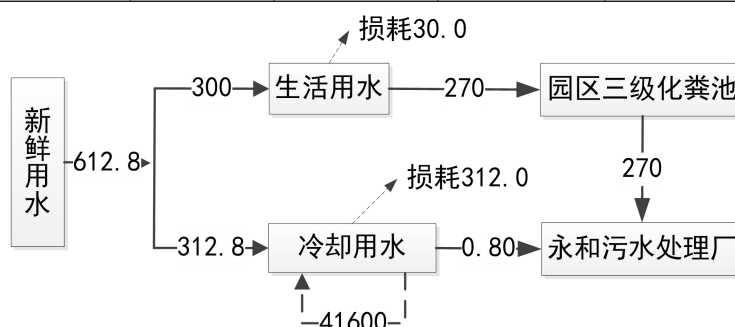 损耗30.0
300
生活用水
270
园区三级化粪池
新鲜用水
612.8
270
损耗312.0
312.8
冷却用水
0.80
永和污水处理厂
41600